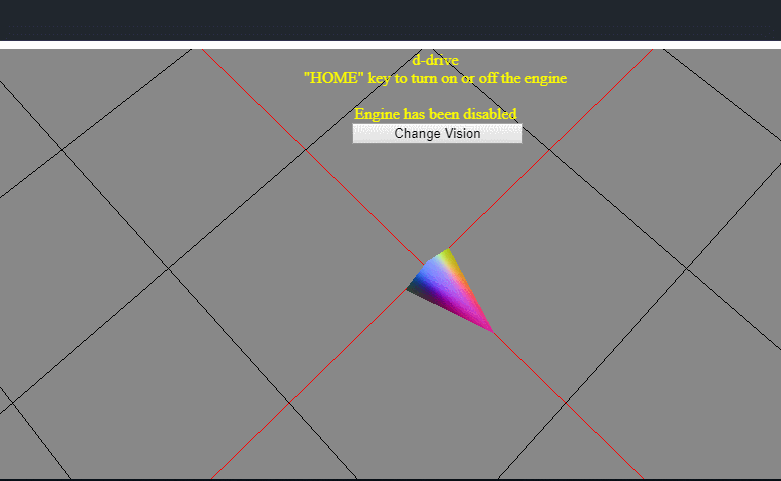 d-drive
"HOME" key to turn on or off the engine
Engine has been disabled
Change Vision